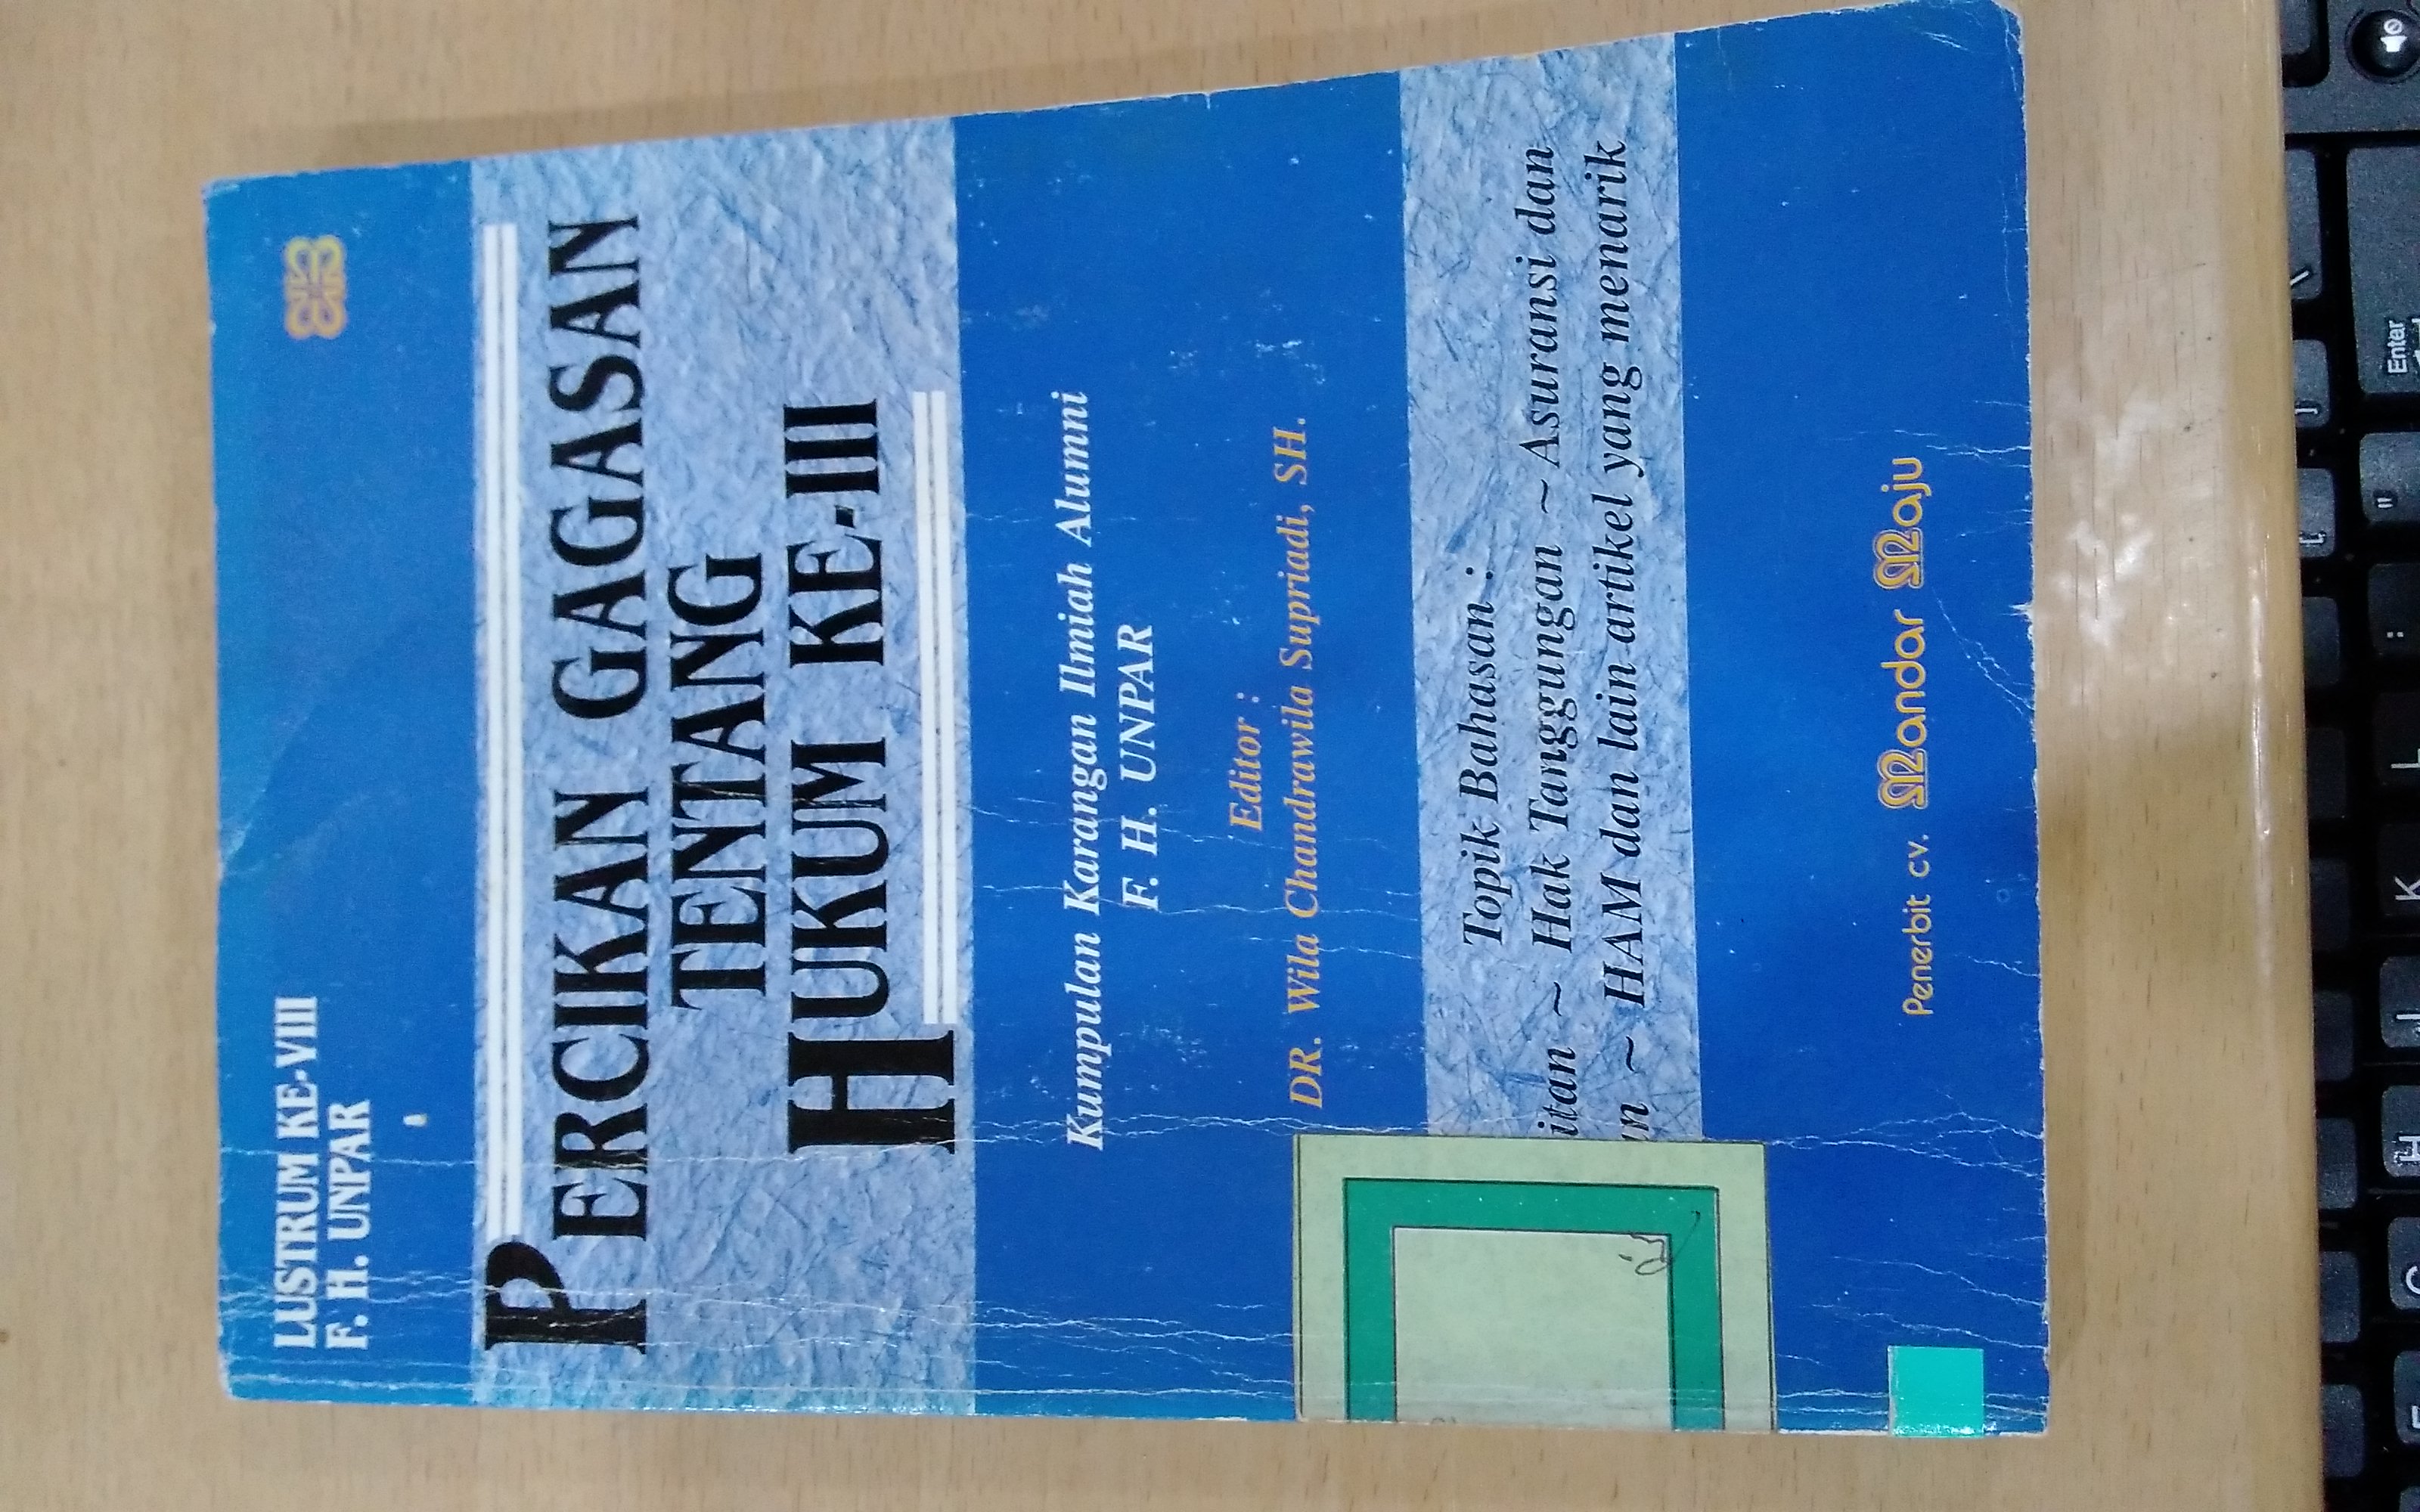 LUSTRUM KE-VIII
F. H. UNPAR
PERCIKAN GAGASAN
TENTANG
HUKUM KE-III
Kumpulan Karangan Ilmiah Alumni
F. H. UNPAR
Editor :
DR. Wila Chandrawila Supriadi, SH.
Topik Bahasan :
itan ~ Hak Tanggungan ~ Asuransi dan
~ HAM dan lain artikel yang menarik
Penerbit CV. Mandar Maju
Enter
"
:
L
K
J
H
G
F
[
]
\